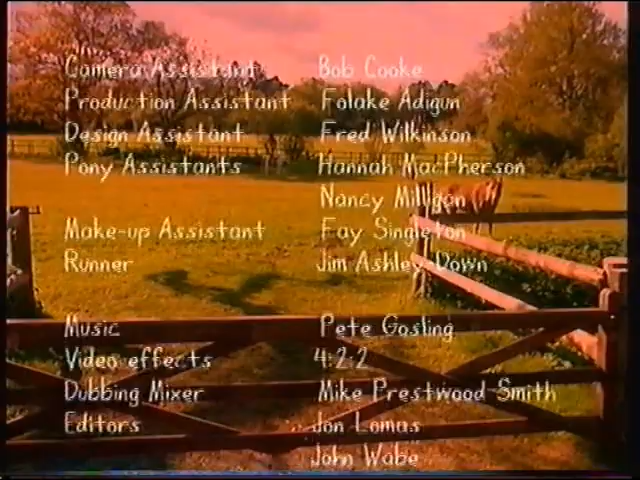 Camera Assistant Bob Cooke
Production Assistant Folake Adigun
Design Assistant Fred Wilkinson
Pony Assistants Hannah MacPherson
Nancy Milligan
Make-up Assistant Fay Singleton
Runner Jim Ashley-Down
Music Pete Gosling
Video effects 4:2:2
Dubbing Mixer Mike Prestwood-Smith
Editors Jon Lomas
John Wabe